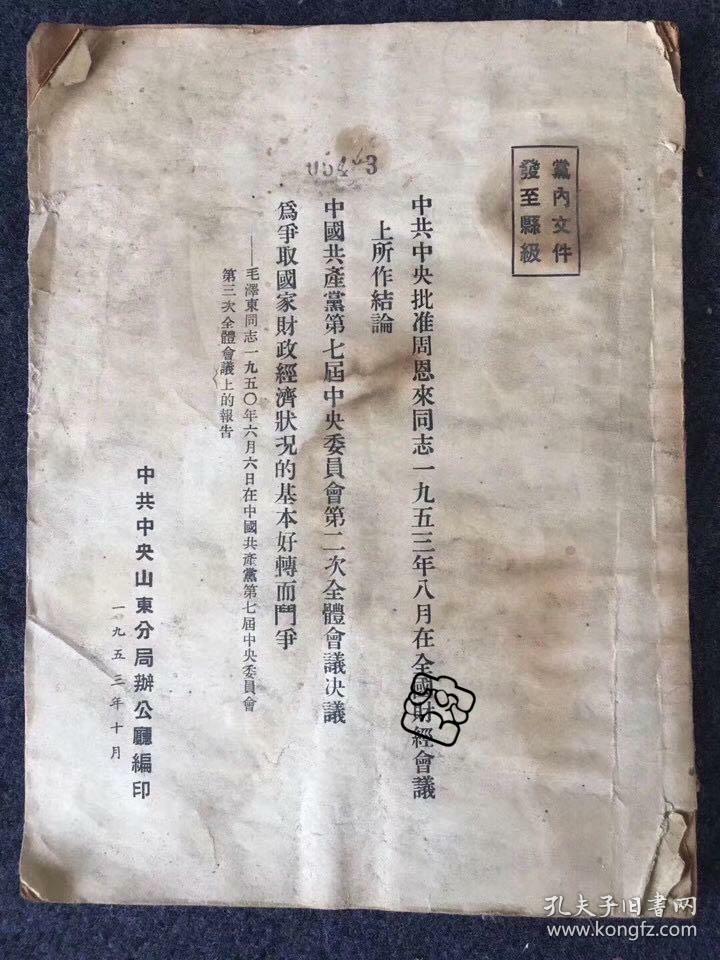 黨內文件
發至縣級
0543
中共中央批准周恩來同志一九五三年八月在全國財經會議
上所作結論
中國共產黨第七屆中央委員會第二次全體會議决議
爲爭取國家財政經濟狀况的基本好轉而鬥爭
——毛澤東同志一九五〇年六月六日在中國共產黨第七屆中央委員會
第三次全體會議上的報告
中共中央山東分局辦公廳編印
一九五三年十月
孔夫子旧书网
www.kongfz.com